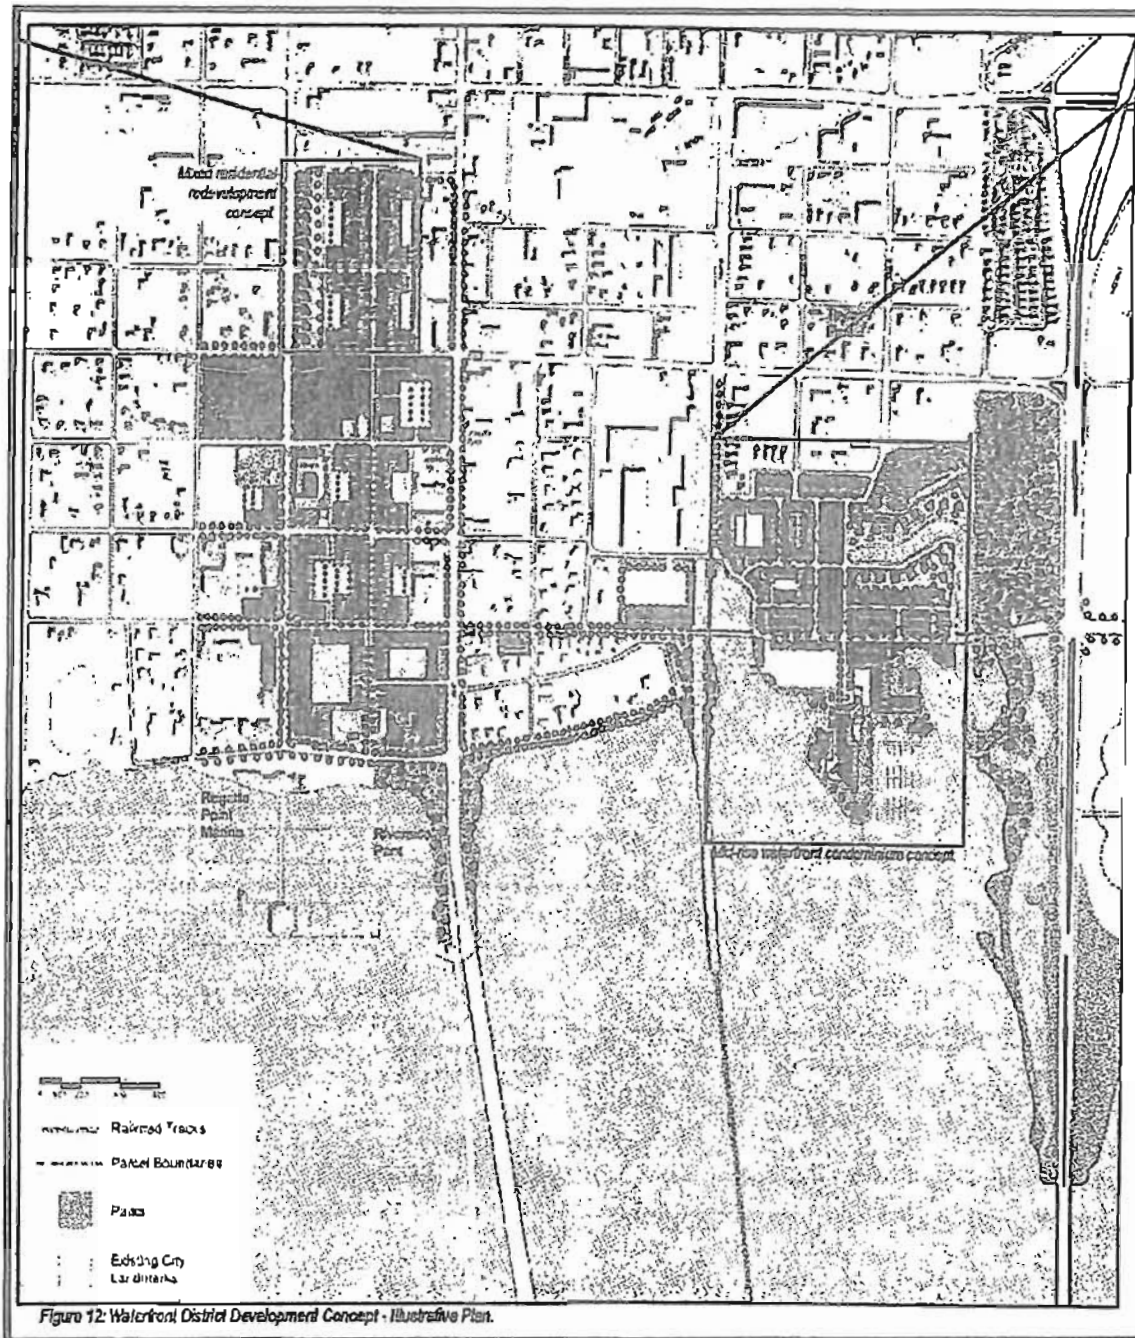 Mixed residential
redevelopment
concept.
Regatta
Point
Marina
Riverside
Point
Mid-rise waterfront condominium concept.
Railroad Tracks
Parcel Boundaries
Parks
Existing City
Landmarks
Figure 12: Waterfront District Development Concept - Illustrative Plan.